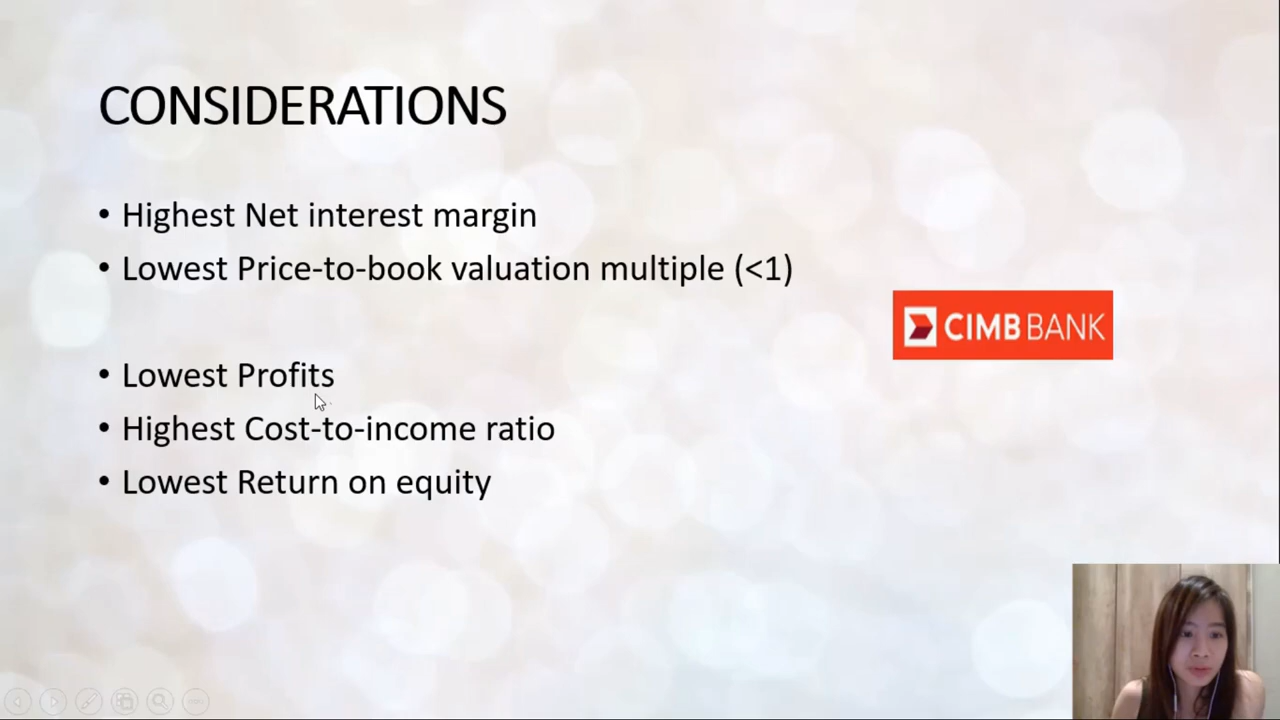 CONSIDERATIONS
• Highest Net interest margin
• Lowest Price-to-book valuation multiple (<1)
CIMB BANK
• Lowest Profits
• Highest Cost-to-income ratio
• Lowest Return on equity